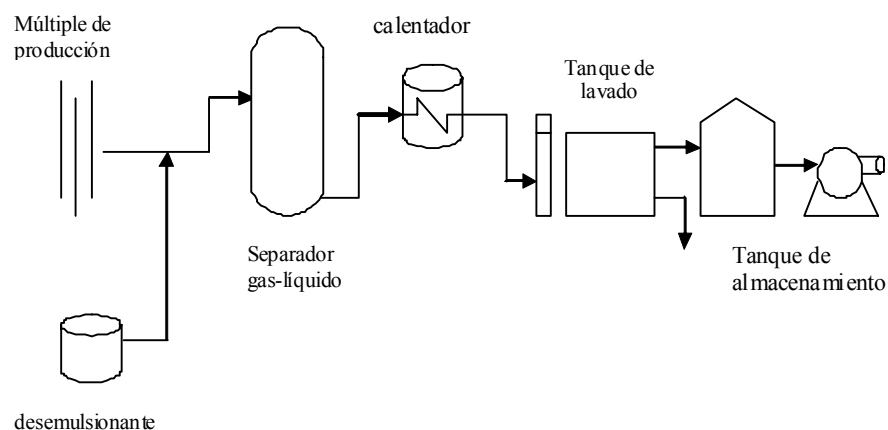 Múltiple de
producción
calentador
Tanque de
lavado
Separador
gas-líquido
Tanque de
almacenamiento
desemulsionante